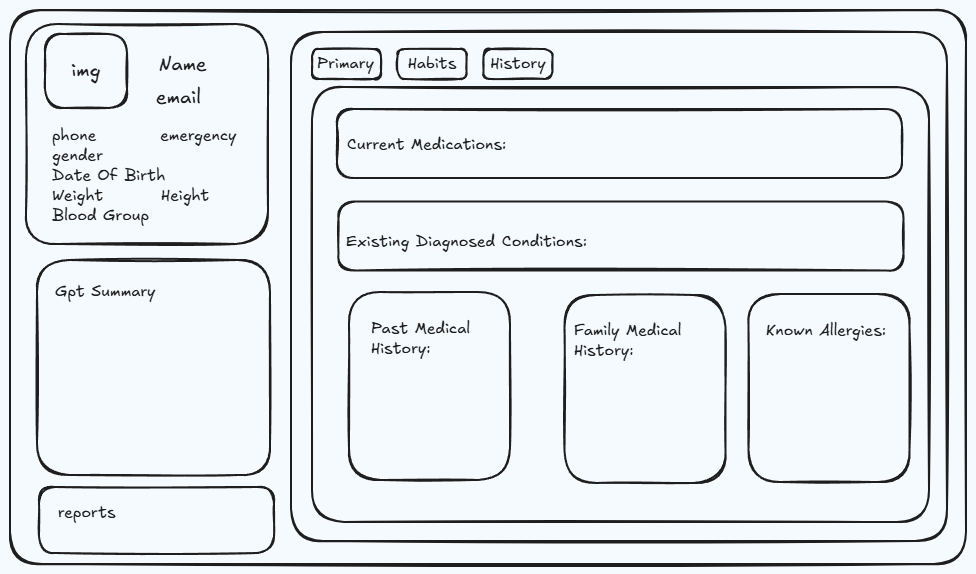 img
Name
email
phone emergency
gender
Date Of Birth
Weight Height
Blood Group
Gpt Summary
reports
Primary Habits History
Current Medications:
Existing Diagnosed Conditions:
Past Medical
History:
Family Medical
History:
Known Allergies: